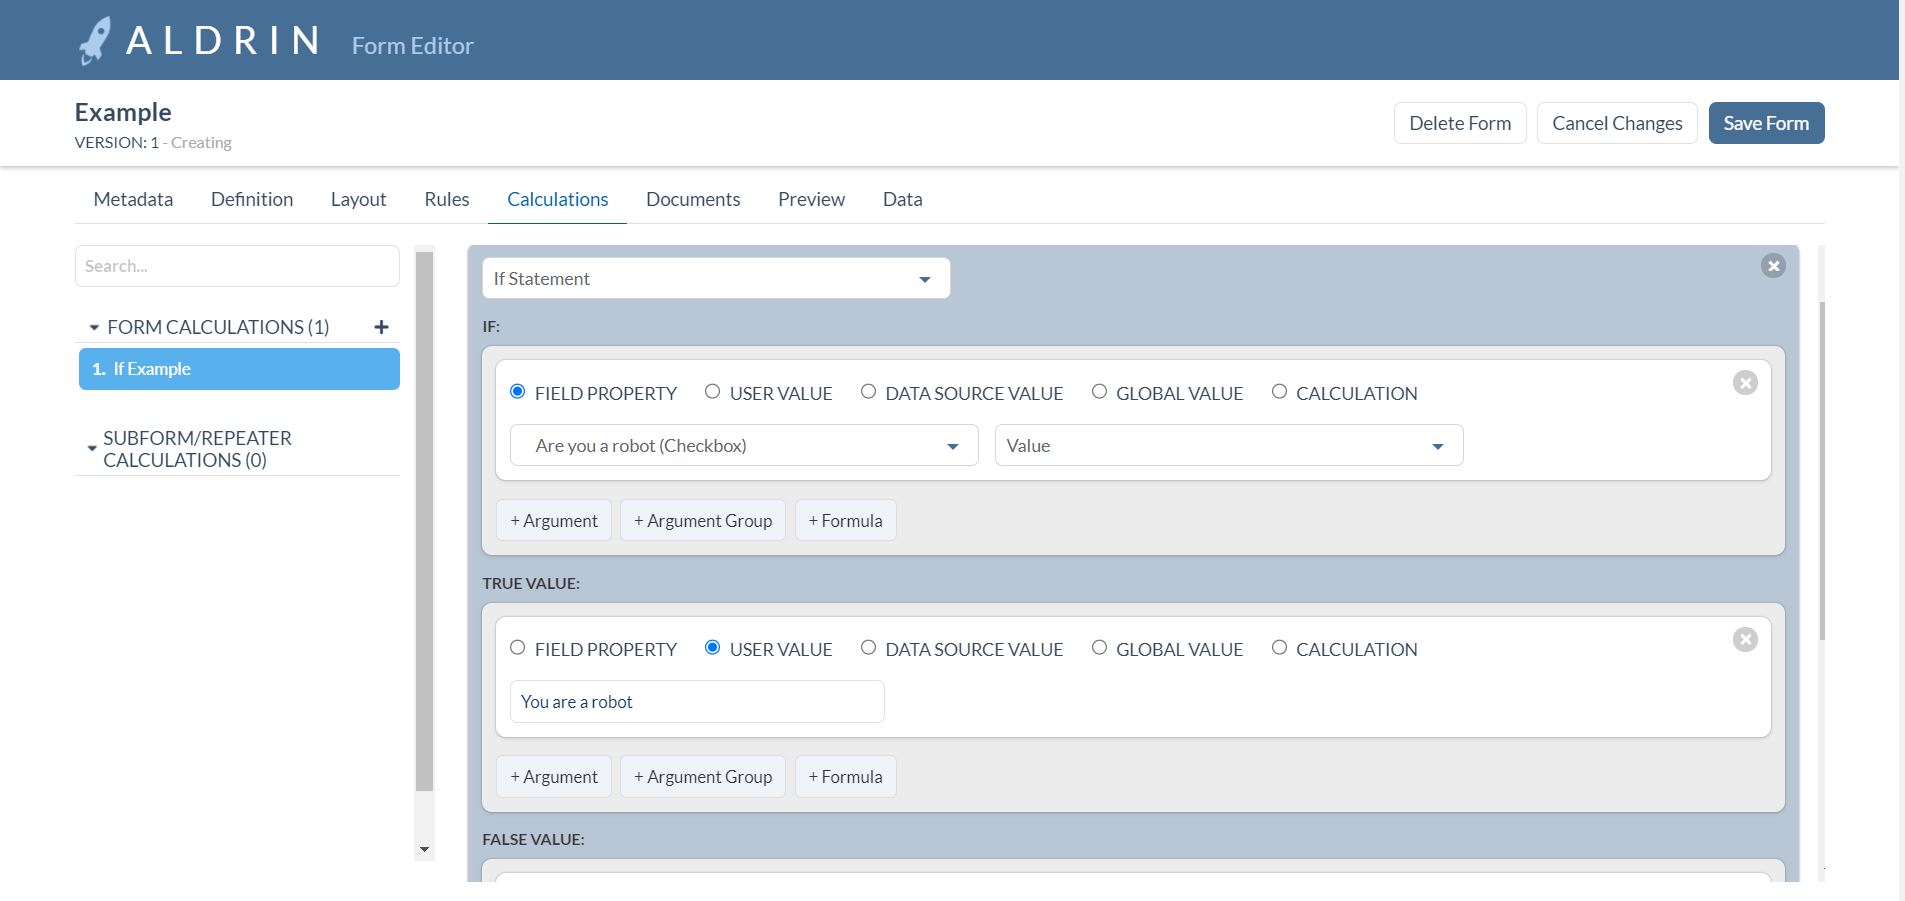 ALDRIN Form Editor
Example
VERSION: 1 - Creating
Delete Form Cancel Changes Save Form
Metadata Definition Layout Rules Calculations Documents Preview Data
Search...
FORM CALCULATIONS (1) +
1. If Example
SUBFORM/REPEATER
CALCULATIONS (0)
If Statement
IF:
FIELD PROPERTY USER VALUE DATA SOURCE VALUE GLOBAL VALUE CALCULATION
Are you a robot (Checkbox) Value
+ Argument + Argument Group + Formula
TRUE VALUE:
FIELD PROPERTY USER VALUE DATA SOURCE VALUE GLOBAL VALUE CALCULATION
You are a robot
+ Argument + Argument Group + Formula
FALSE VALUE: